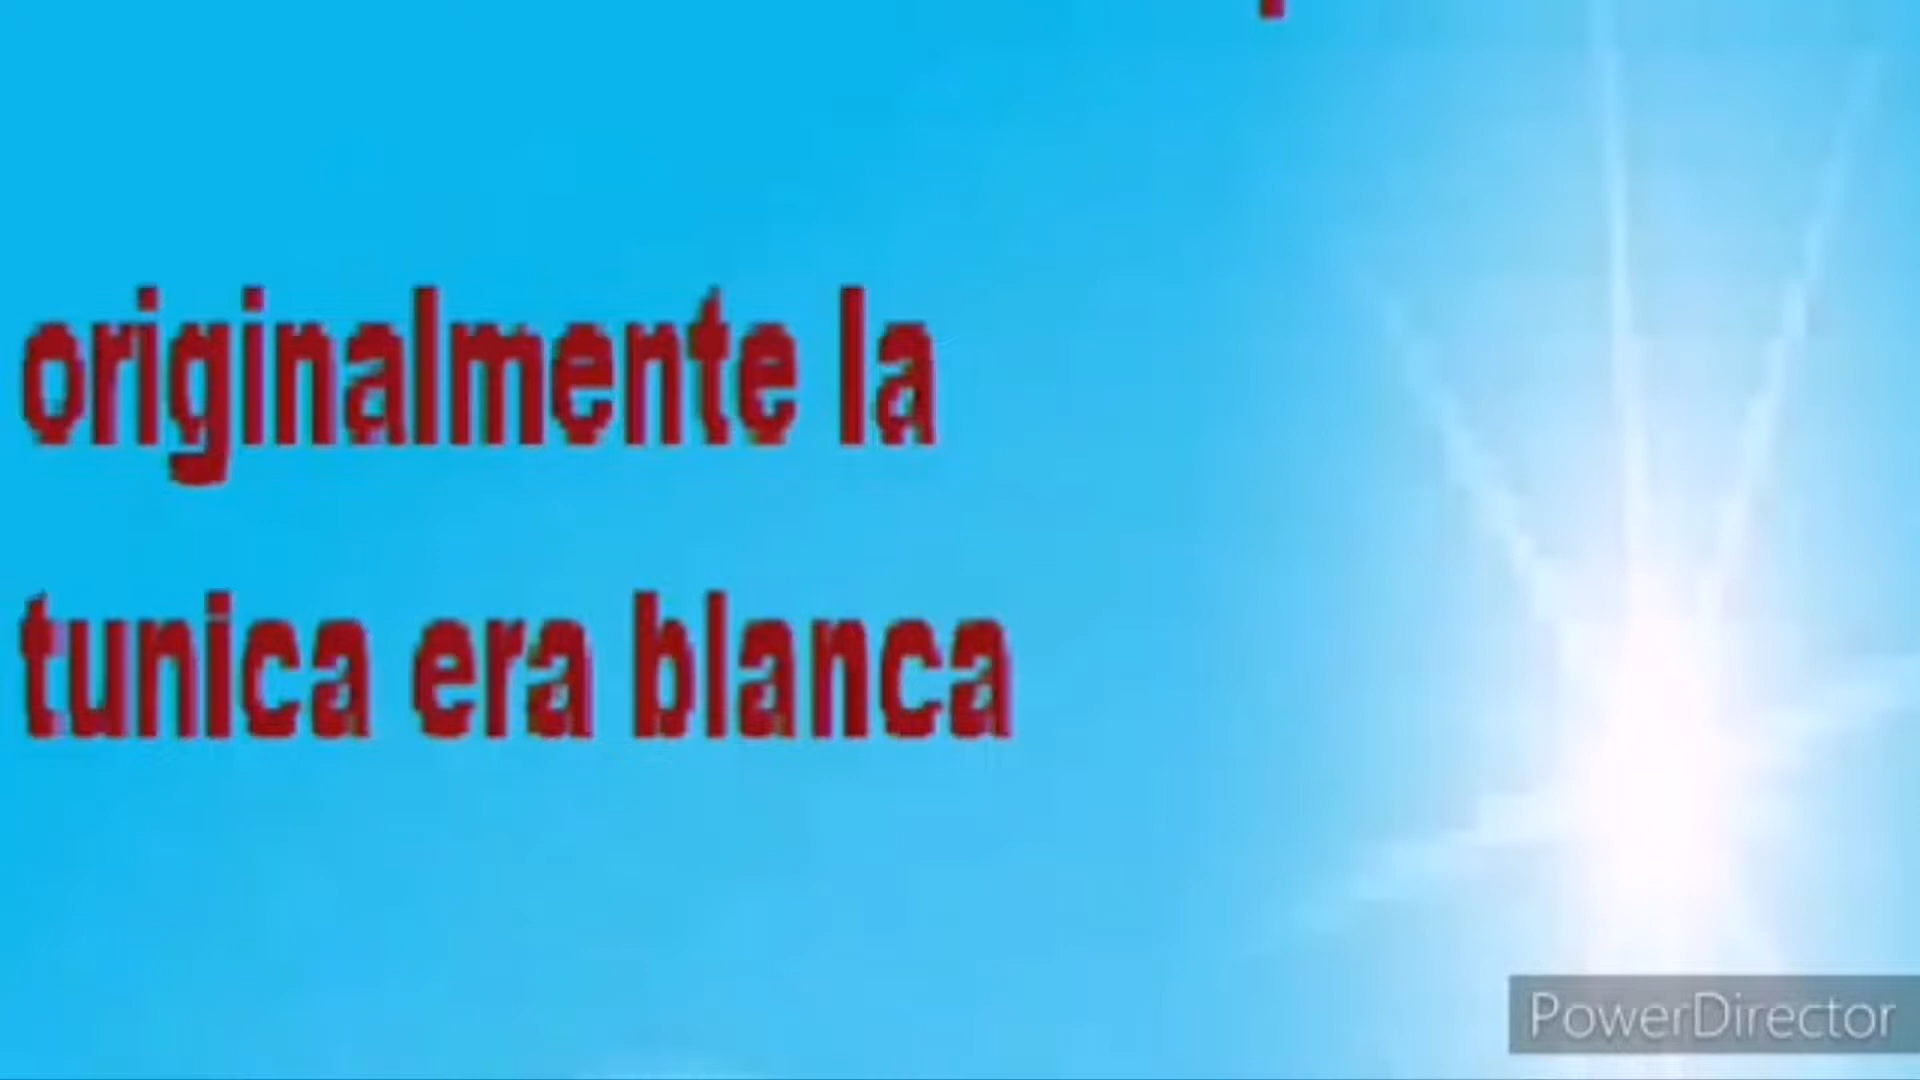 originalmente la
tunica era blanca
PowerDirector